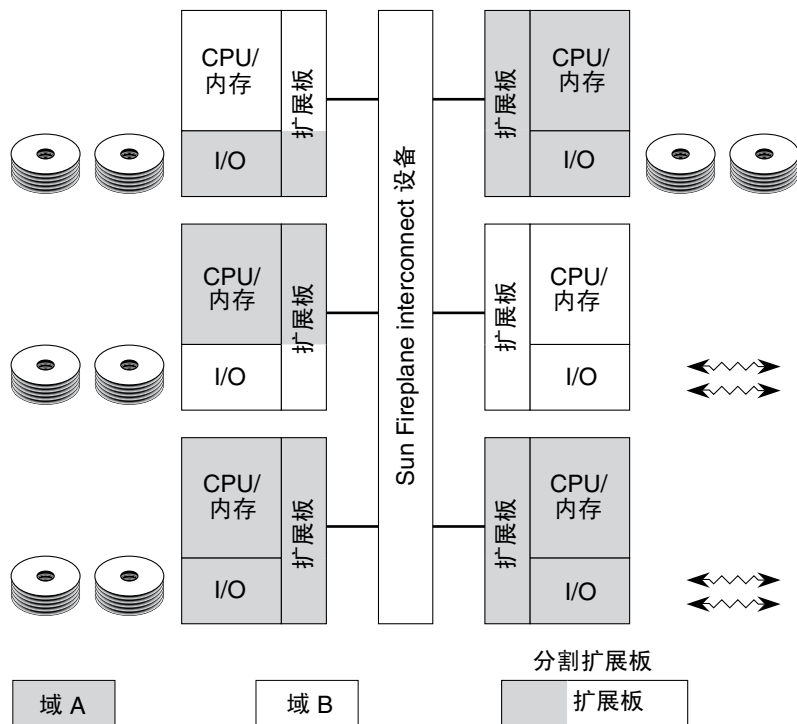 CPU/
内存
扩展板
I/O
CPU/
内存
扩展板
I/O
CPU/
内存
扩展板
I/O
Sun Fireplane interconnect 设备
扩展板
CPU/
内存
I/O
扩展板
CPU/
内存
I/O
扩展板
CPU/
内存
I/O
域 A
域 B
分割扩展板
扩展板